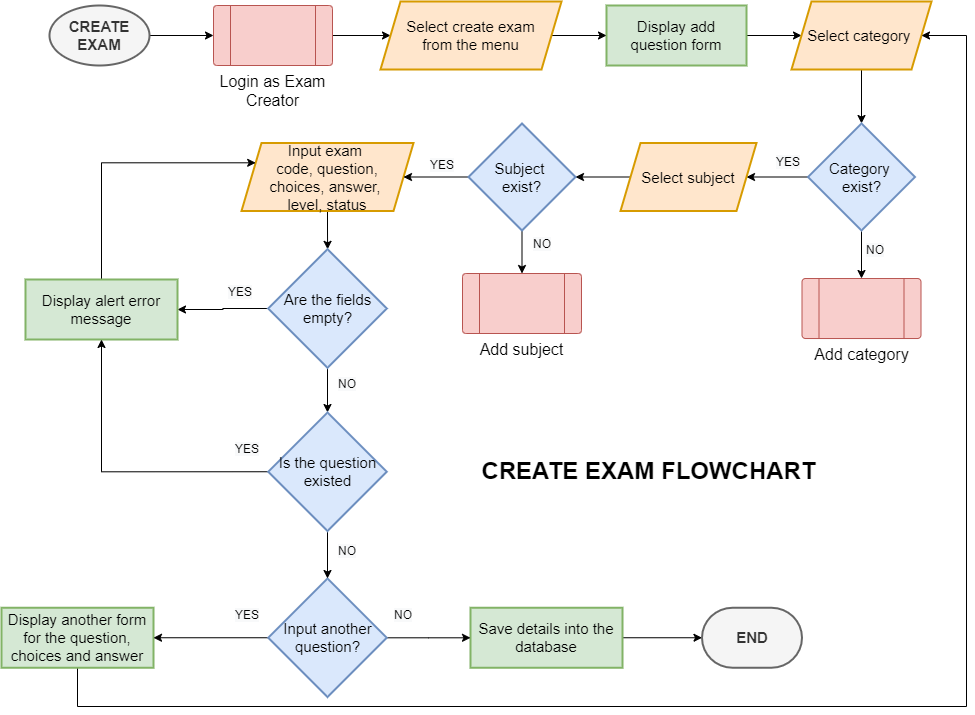 CREATE
EXAM
Login as Exam
Creator
Select create exam
from the menu
Display add
question form
Select category
Input exam
code, question,
choices, answer,
level, status
YES
Subject
exist?
Select subject
YES
Category
exist?
NO
NO
Add subject
Add category
Display alert error
message
YES
Are the fields
empty?
NO
YES
Is the question
existed
CREATE EXAM FLOWCHART
NO
Display another form
for the question,
choices and answer
YES
Input another
question?
NO
Save details into the
database
END